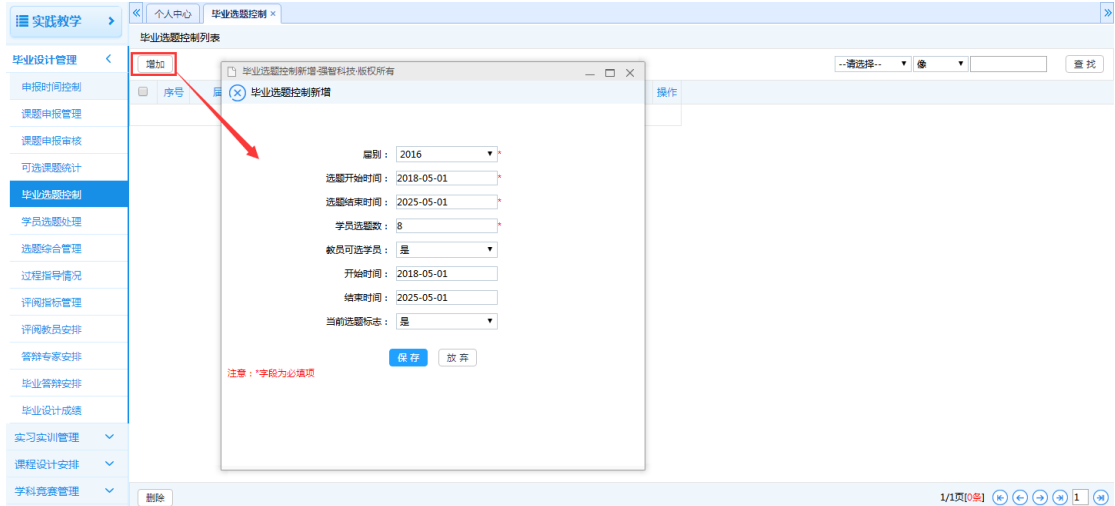 实践教学
个人中心 毕业选题控制 ×
毕业选题控制列表
毕业设计管理
增加
--请选择-- 像 查 找
序号 操作
申报时间控制
课题申报管理
课题申报审核
可选课题统计
毕业选题控制
学员选题处理
选题综合管理
过程指导情况
评阅指标管理
评阅教员安排
答辩专家安排
毕业答辩安排
毕业设计成绩
实习实训管理
课程设计安排
学科竞赛管理
毕业选题控制新增-强智科技-版权所有
毕业选题控制新增
届别： 2016 *
选题开始时间： 2018-05-01 *
选题结束时间： 2025-05-01 *
学员选题数： 8 *
教员可选学员： 是
开始时间： 2018-05-01
结束时间： 2025-05-01
当前选题标志： 是
保 存 放 弃
注意：*字段为必填项
删除
1/1页[0条] 1